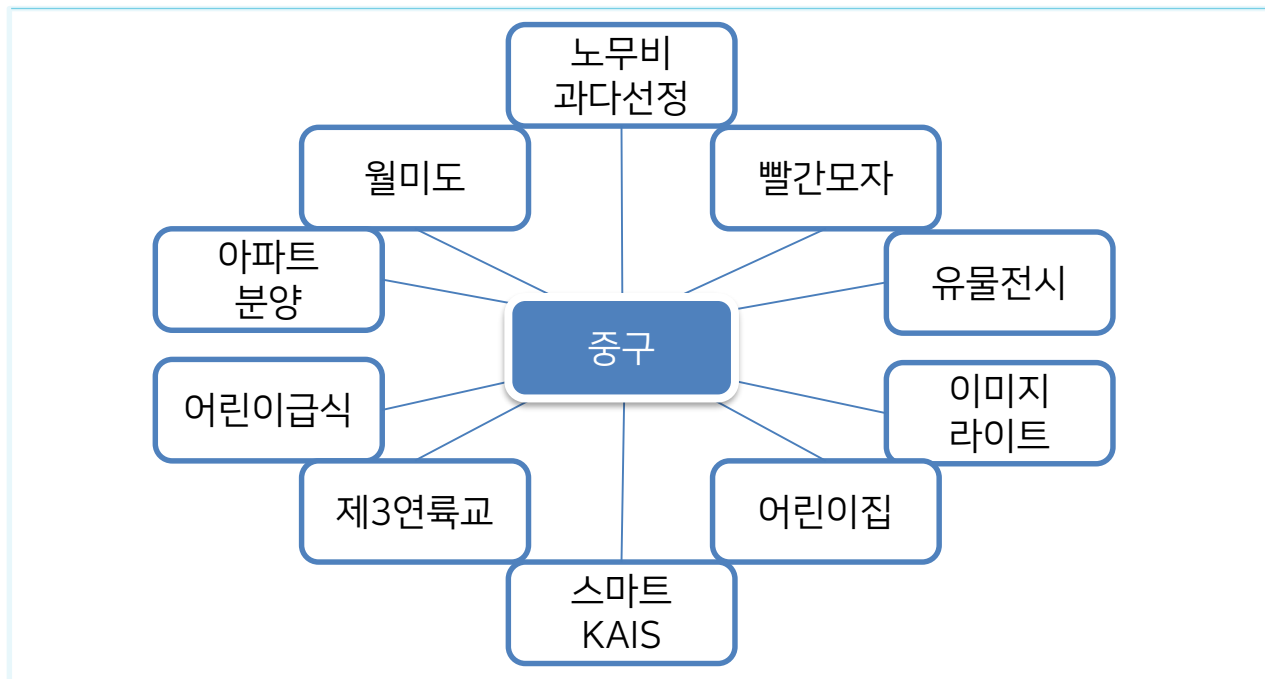 노무비
과다선정
월미도
빨간모자
아파트
분양
유물전시
중구
어린이급식
이미지
라이트
제3연륙교
어린이집
스마트
KAIS